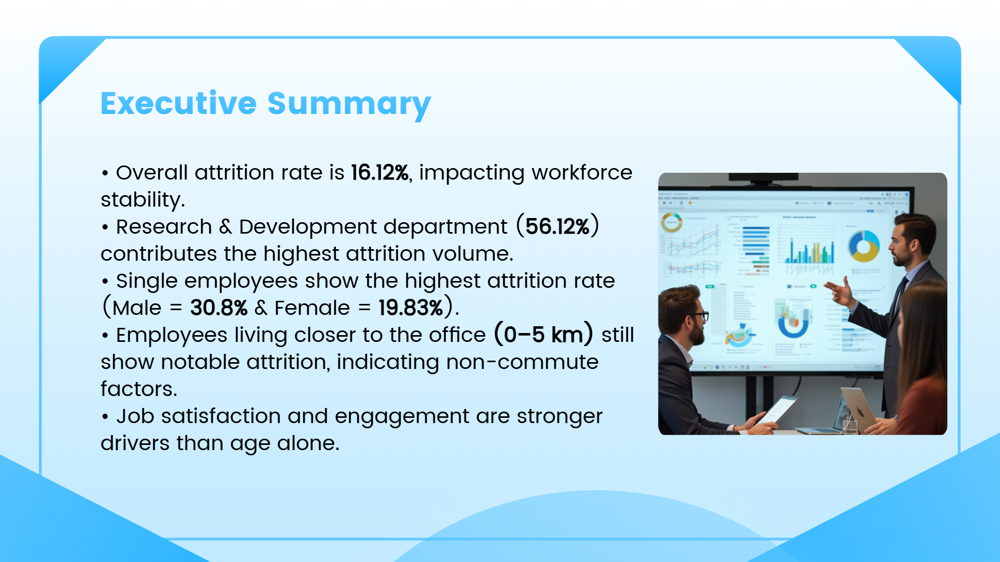 Executive Summary
• Overall attrition rate is 16.12%, impacting workforce
stability.
• Research & Development department (56.12%)
contributes the highest attrition volume.
• Single employees show the highest attrition rate
(Male = 30.8% & Female = 19.83%).
• Employees living closer to the office (0–5 km) still
show notable attrition, indicating non-commute
factors.
• Job satisfaction and engagement are stronger
drivers than age alone.